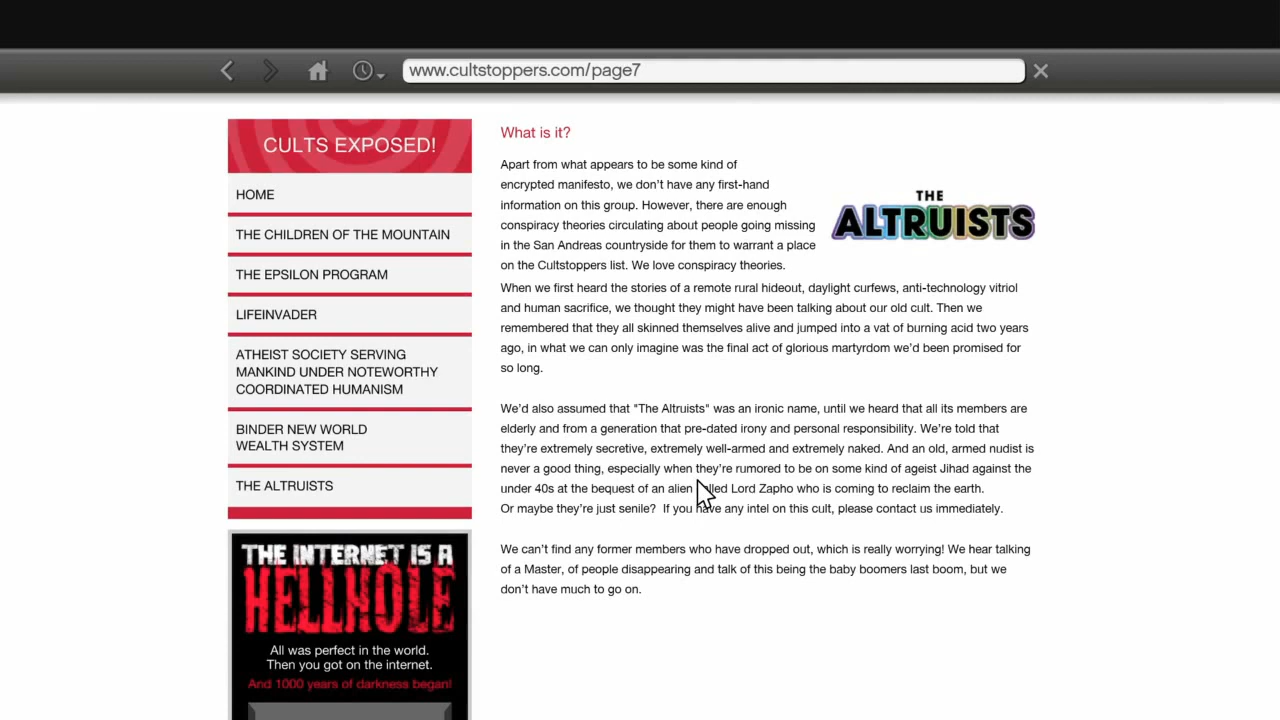 www.cultstoppers.com/page7
CULTS EXPOSED!
HOME
THE CHILDREN OF THE MOUNTAIN
THE EPSILON PROGRAM
LIFEINVADER
ATHEIST SOCIETY SERVING
MANKIND UNDER NOTEWORTHY
COORDINATED HUMANISM
BINDER NEW WORLD
WEALTH SYSTEM
THE ALTRUISTS
THE INTERNET IS A
HELLHOLE
All was perfect in the world.
Then you got on the internet.
And 1000 years of darkness began!
What is it?
Apart from what appears to be some kind of
encrypted manifesto, we don't have any first-hand
information on this group. However, there are enough
conspiracy theories circulating about people going missing
in the San Andreas countryside for them to warrant a place
on the Cultstoppers list. We love conspiracy theories.
THE
ALTRUISTS
When we first heard the stories of a remote rural hideout, daylight curfews, anti-technology vitriol
and human sacrifice, we thought they might have been talking about our old cult. Then we
remembered that they all skinned themselves alive and jumped into a vat of burning acid two years
ago, in what we can only imagine was the final act of glorious martyrdom we'd been promised for
so long.
We'd also assumed that "The Altruists" was an ironic name, until we heard that all its members are
elderly and from a generation that pre-dated irony and personal responsibility. We're told that
they're extremely secretive, extremely well-armed and extremely naked. And an old, armed nudist is
never a good thing, especially when they're rumored to be on some kind of ageist Jihad against the
under 40s at the bequest of an alien called Lord Zapho who is coming to reclaim the earth.
Or maybe they're just senile?  If you have any intel on this cult, please contact us immediately.
We can't find any former members who have dropped out, which is really worrying! We hear talking
of a Master, of people disappearing and talk of this being the baby boomers last boom, but we
don't have much to go on.